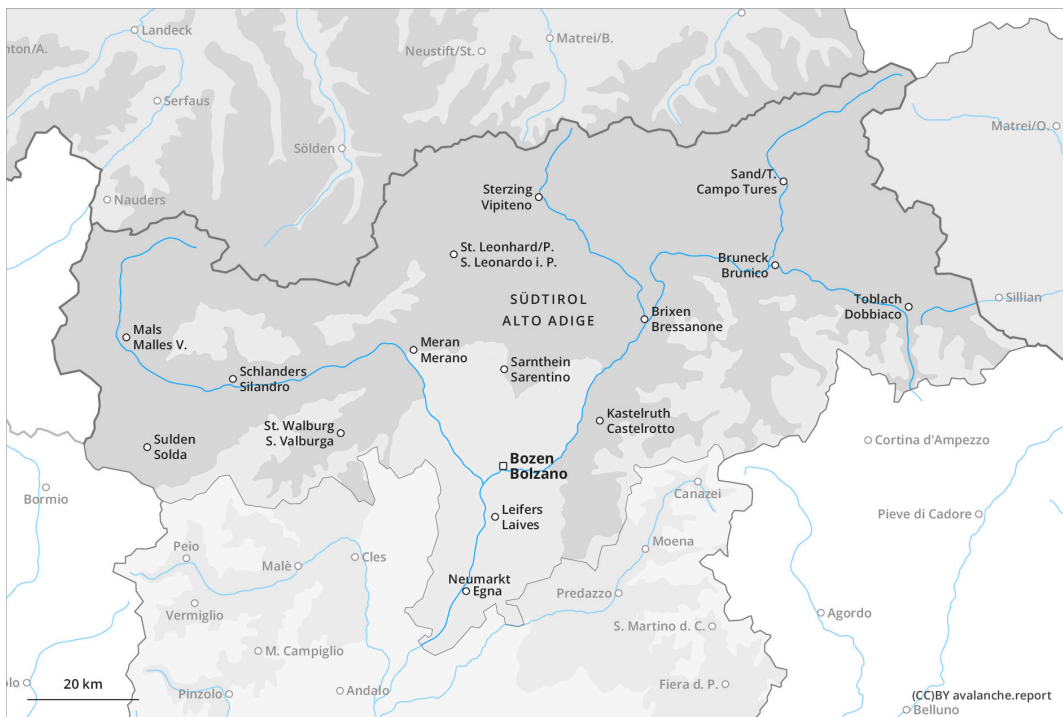 Landeck
nton/A.
Neustift/St.
Matrei/B.
Serfaus
Matrei/O.
Sölden
Nauders
Sand/T.
Campo Tures
Sterzing
Vipiteno
St. Leonhard/P.
S. Leonardo i. P.
Bruneck
Brunico
SÜDTIROL
ALTO ADIGE
Toblach
Dobbiaco
Sillian
Brixen
Bressanone
Mals
Malles V.
Meran
Merano
Sarnthein
Sarentino
Schlanders
Silandro
Kastelruth
Castelrotto
St. Walburg
S. Valburga
Sulden
Solda
Cortina d'Ampezzo
Bozen
Bolzano
Bormio
Canazei
Leifers
Laives
Pieve di Cadore
Peio
Malè
Cles
Moena
Neumarkt
Egna
Predazzo
Vermiglio
Agordo
S. Martino d. C.
M. Campiglio
olo
20 km
Pinzolo
Andalo
Fiera d. P.
(CC)BY avalanche.report
Belluno